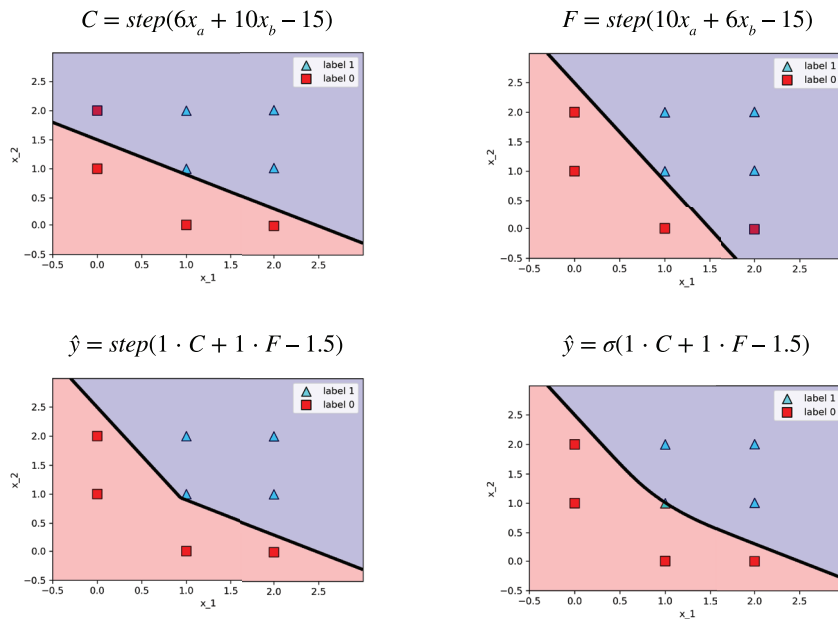 C = step(6x_a + 10x_b − 15)
label 1
label 0
2.5
2.0
1.5
1.0
0.5
0.0
−0.5
x_2
−0.5 0.0 0.5 1.0 1.5 2.0 2.5
x_1
F = step(10x_a + 6x_b − 15)
label 1
label 0
2.5
2.0
1.5
1.0
0.5
0.0
−0.5
x_2
−0.5 0.0 0.5 1.0 1.5 2.0 2.5
x_1
ŷ = step(1 · C + 1 · F − 1.5)
label 1
label 0
2.5
2.0
1.5
1.0
0.5
0.0
−0.5
x_2
−0.5 0.0 0.5 1.0 1.5 2.0 2.5
x_1
ŷ = σ(1 · C + 1 · F − 1.5)
label 1
label 0
2.5
2.0
1.5
1.0
0.5
0.0
−0.5
x_2
−0.5 0.0 0.5 1.0 1.5 2.0 2.5
x_1